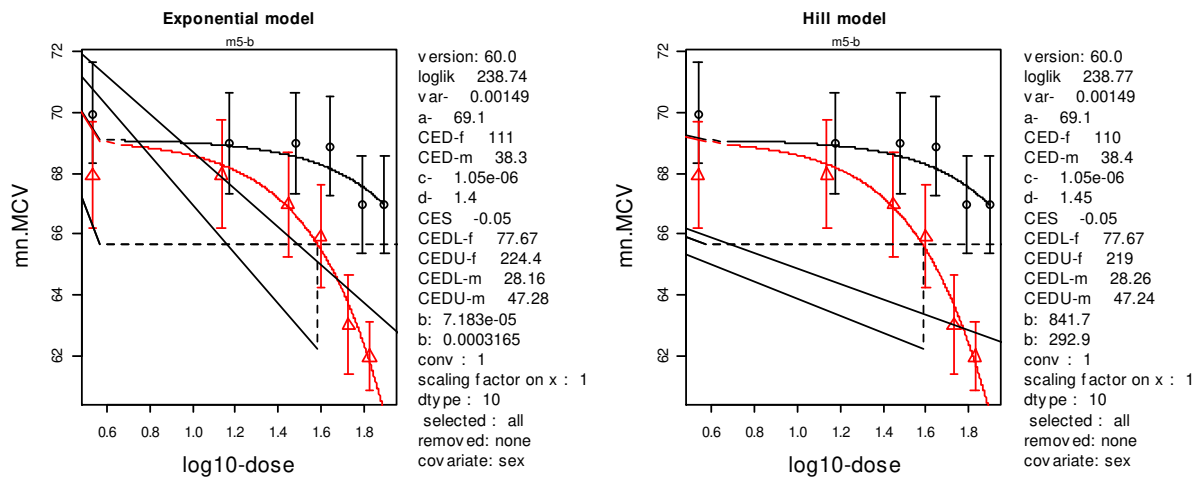 Exponential model
m5-b
mn.MCV
72
70
68
66
64
62
0.6 0.8 1.0 1.2 1.4 1.6 1.8
log10-dose
version: 60.0
loglik 238.74
var- 0.00149
a- 69.1
CED-f 111
CED-m 38.3
c- 1.05e-06
d- 1.4
CES -0.05
CEDL-f 77.67
CEDU-f 224.4
CEDL-m 28.16
CEDU-m 47.28
b: 7.183e-05
b: 0.0003165
conv : 1
scaling factor on x : 1
dtype : 10
selected : all
removed: none
covariate: sex
Hill model
m5-b
mn.MCV
72
70
68
66
64
62
0.6 0.8 1.0 1.2 1.4 1.6 1.8
log10-dose
version: 60.0
loglik 238.77
var- 0.00149
a- 69.1
CED-f 110
CED-m 38.4
c- 1.05e-06
d- 1.45
CES -0.05
CEDL-f 77.67
CEDU-f 219
CEDL-m 28.26
CEDU-m 47.24
b: 841.7
b: 292.9
conv : 1
scaling factor on x : 1
dtype : 10
selected : all
removed: none
covariate: sex